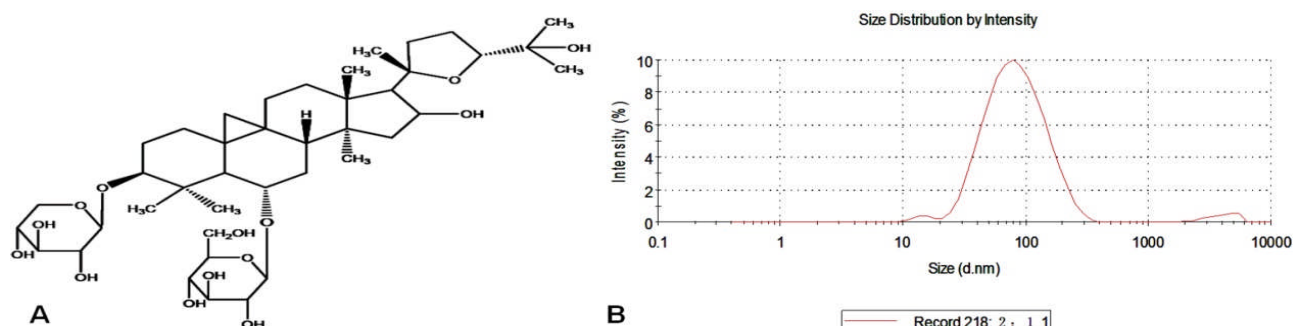 CH₃
OH
CH₃
H₃C
O
CH₃
H
OH
CH₃
O
H₃C
CH₃
O
O
OH
OH
OH
CH₂OH
O
OH
OH
OH
A
Size Distribution by Intensity
Intensity (%)
10
8
6
4
2
0
0.1 1 10 100 1000 10000
Size (d.nm)
B
Record 218: 2, 1 1